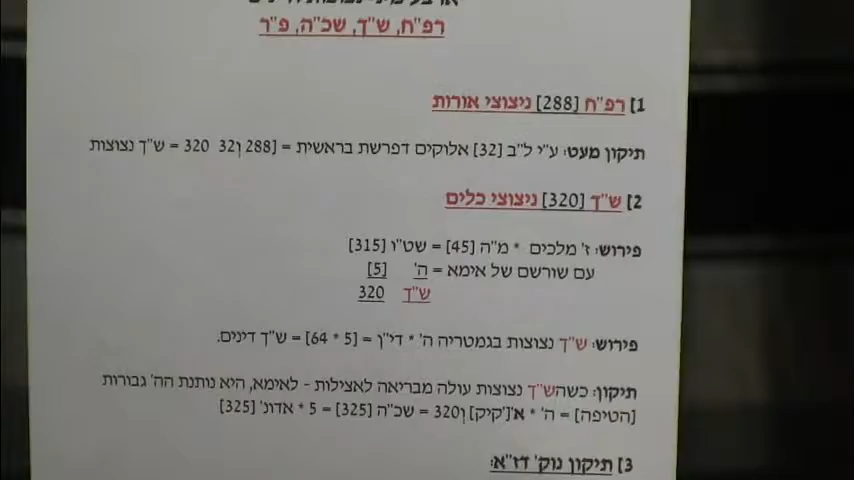 ארבע
רפ"ח, ש"ך, שכ"ה, פ"ר
1] רפ"ח [288] ניצוצי אורות
תיקון מעט: ע"י ל"ב [32] אלוקים דפרשת בראשית = [288 ו32 320 = ש"ך נצוצות
2] ש"ך [320] ניצוצי כלים
פירוש: ז' מלכים * מ"ה [45] = שט"ו [315]
עם שורשם של אימא = ה' [5]
ש"ך 320
פירוש: ש"ך נצוצות בגמטריה ה' * די"ן = [5 * 64] = ש"ך דינים.
תיקון: כשהש"ך נצוצות עולה מבריאה לאצילות - לאימא, היא נותנת הה' גבורות
[הטיפה] = ה' * א'[קיק] ו320 = שכ"ה [325] = 5 * אדונ' [325]
3] תיקון נוק' דז"א: